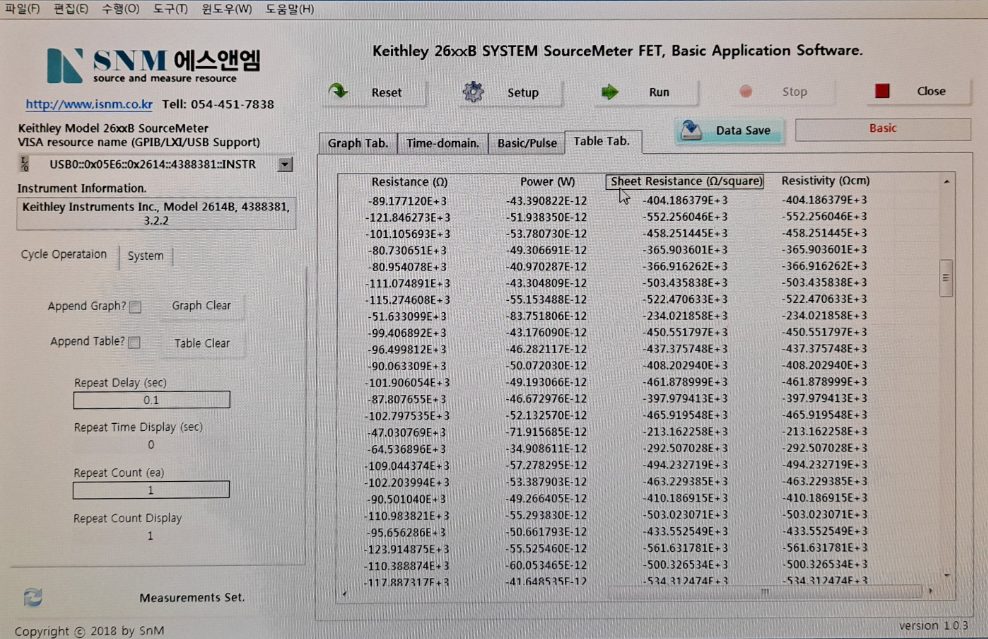 파일(F) 편집(E) 수행(O) 도구(T) 윈도우(W) 도움말(H)
SNM 에스앤엠
source and measure resource
http://www.isnm.co.kr Tell: 054-451-7838
Keithley 26xxB SYSTEM SourceMeter FET, Basic Application Software.
Reset Setup Run Stop Close
Keithley Model 26xxB SourceMeter
VISA resource name (GPIB/LXI/USB Support)
USB0::0x05E6::0x2614::4388381::INSTR
Instrument Information.
Keithley Instruments Inc., Model 2614B, 4388381,
3.2.2
Cycle Operataion System
Append Graph? Graph Clear
Append Table? Table Clear
Repeat Delay (sec)
0.1
Repeat Time Display (sec)
0
Repeat Count (ea)
1
Repeat Count Display
1
Measurements Set.
Copyright © 2018 by SnM
Graph Tab. Time-domain. Basic/Pulse Table Tab. Data Save Basic
Resistance (Ω) Power (W) Sheet Resistance (Ω/square) Resistivity (Ωcm)
-89.177120E+3 -43.390822E-12 -404.186379E+3 -404.186379E+3
-121.846273E+3 -51.938350E-12 -552.256046E+3 -552.256046E+3
-101.105693E+3 -53.780730E-12 -458.251445E+3 -458.251445E+3
-80.730651E+3 -49.306691E-12 -365.903601E+3 -365.903601E+3
-80.954078E+3 -40.970287E-12 -366.916262E+3 -366.916262E+3
-111.074891E+3 -43.304809E-12 -503.435838E+3 -503.435838E+3
-115.274608E+3 -55.153488E-12 -522.470633E+3 -522.470633E+3
-51.633099E+3 -83.751806E-12 -234.021858E+3 -234.021858E+3
-99.406892E+3 -43.176090E-12 -450.551797E+3 -450.551797E+3
-96.499812E+3 -46.282117E-12 -437.375748E+3 -437.375748E+3
-90.063309E+3 -50.072030E-12 -408.202940E+3 -408.202940E+3
-101.906054E+3 -49.193066E-12 -461.878999E+3 -461.878999E+3
-87.807655E+3 -46.672976E-12 -397.979413E+3 -397.979413E+3
-102.797535E+3 -52.132570E-12 -465.919548E+3 -465.919548E+3
-47.030769E+3 -71.915685E-12 -213.162258E+3 -213.162258E+3
-64.536896E+3 -34.908611E-12 -292.507028E+3 -292.507028E+3
-109.044374E+3 -57.278295E-12 -494.232719E+3 -494.232719E+3
-102.203994E+3 -53.387903E-12 -463.229385E+3 -463.229385E+3
-90.501040E+3 -49.266405E-12 -410.186915E+3 -410.186915E+3
-110.983821E+3 -55.293830E-12 -503.023071E+3 -503.023071E+3
-95.656286E+3 -50.661793E-12 -433.552549E+3 -433.552549E+3
-123.914875E+3 -55.525460E-12 -561.631781E+3 -561.631781E+3
-110.388874E+3 -60.053465E-12 -500.326534E+3 -500.326534E+3
-117.887317E+3 -41.648535E-12 -534.312474E+3 -534.312474E+3
version 1.0.3